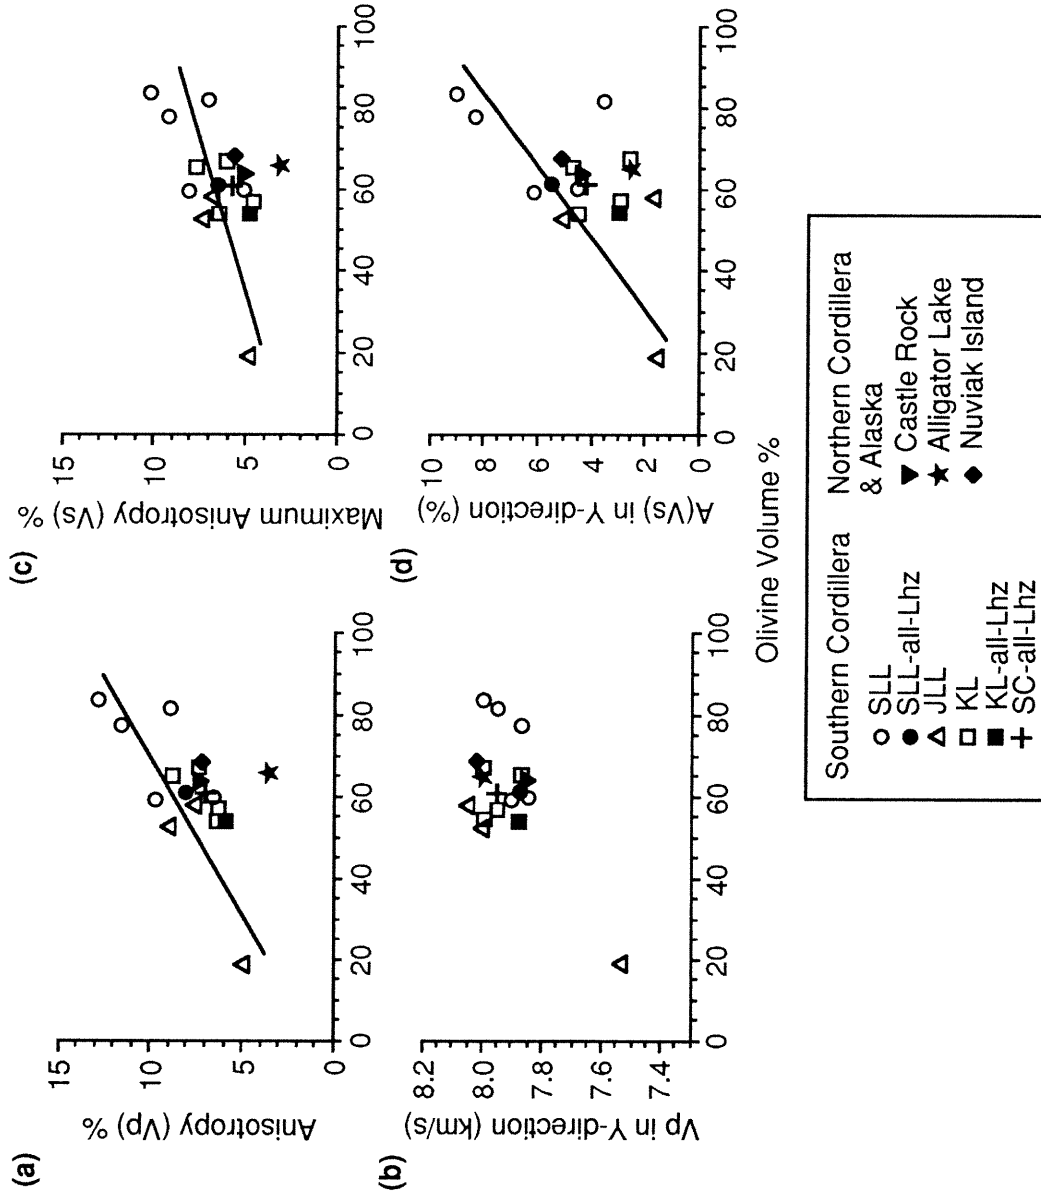 (a)
Anisotropy (Vp) %
15
10
5
0
0 20 40 60 80 100
(b)
Vp in Y-direction (km/s)
8.2
8.0
7.8
7.6
7.4
0 20 40 60 80 100
(c)
Maximum Anisotropy (Vs) %
15
10
5
0
0 20 40 60 80 100
(d)
A(Vs) in Y-direction (%)
10
8
6
4
2
0
0 20 40 60 80 100
Olivine Volume %
Southern Cordillera
SLL
SLL-all-Lhz
JLL
KL
KL-all-Lhz
SC-all-Lhz
Northern Cordillera
& Alaska
Castle Rock
Alligator Lake
Nuviak Island